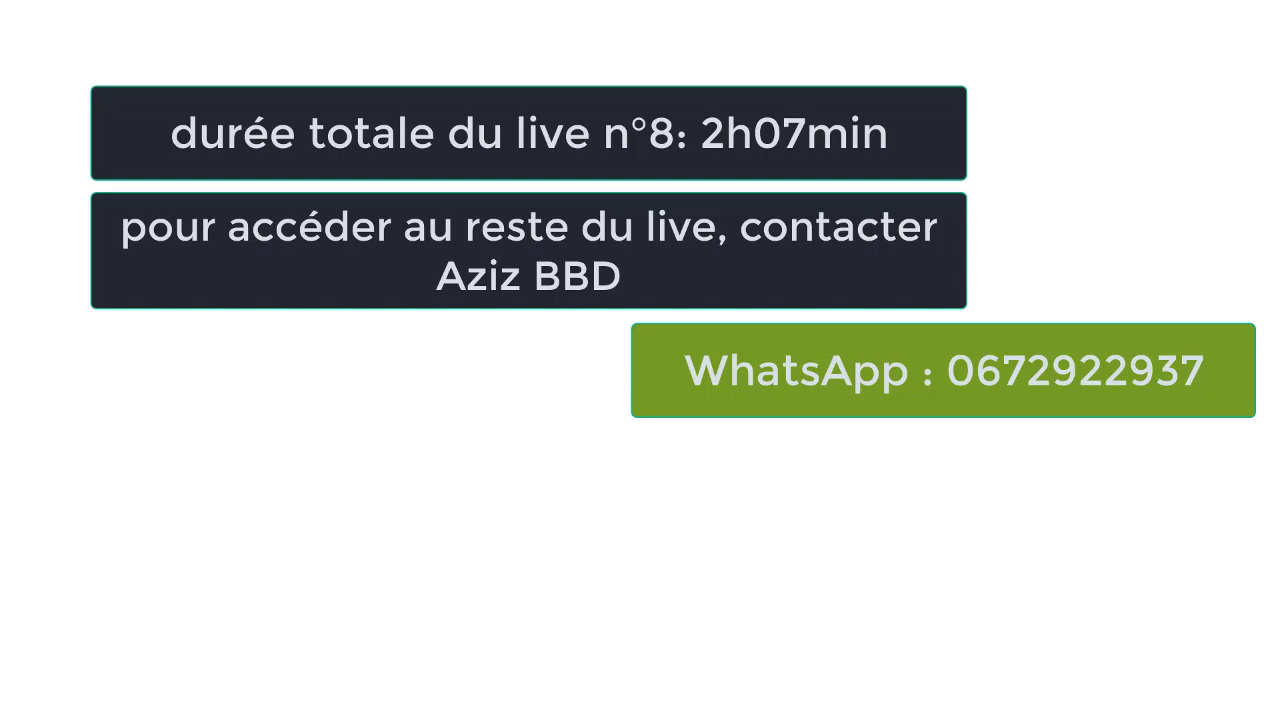 durée totale du live n°8: 2h07min
pour accéder au reste du live, contacter
Aziz BBD
WhatsApp : 0672922937